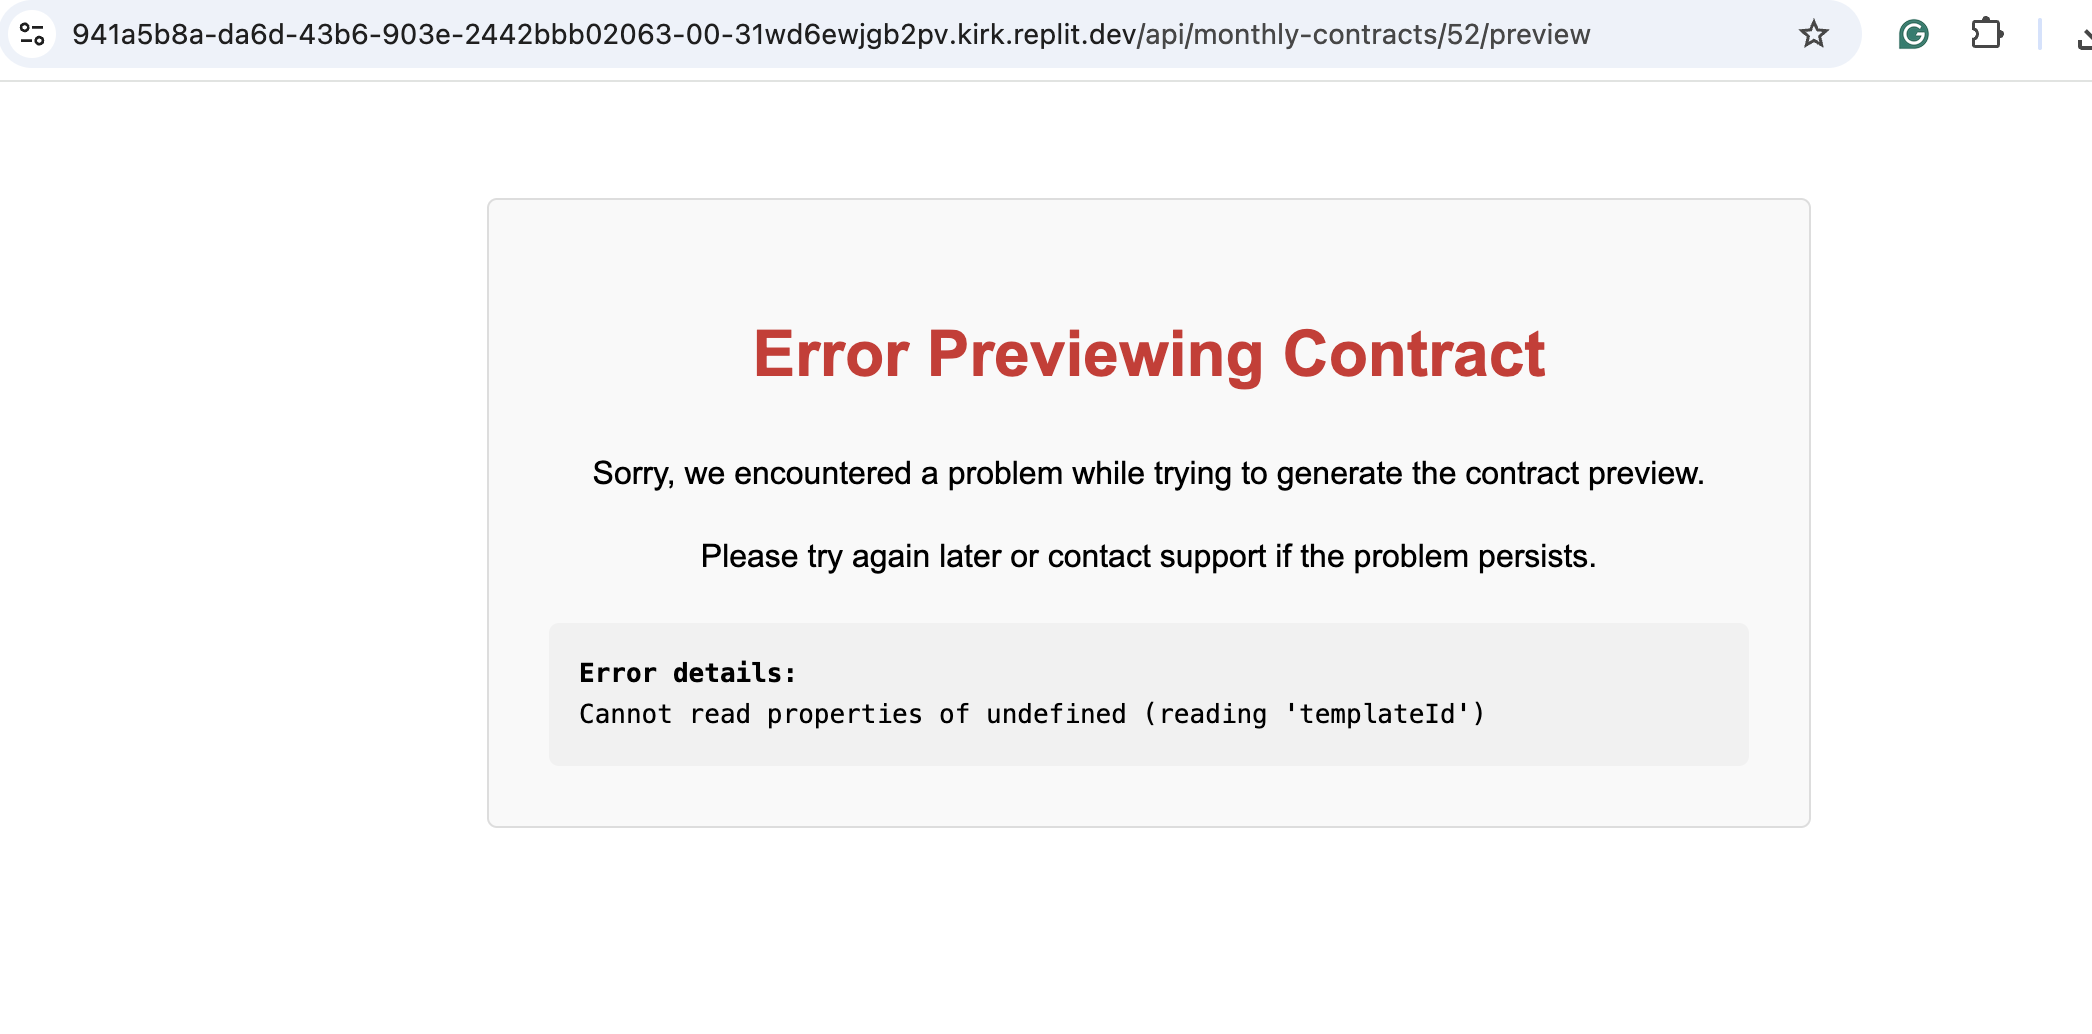 941a5b8a-da6d-43b6-903e-2442bbb02063-00-31wd6ewjgb2pv.kirk.replit.dev/api/monthly-contracts/52/preview
Error Previewing Contract
Sorry, we encountered a problem while trying to generate the contract preview.
Please try again later or contact support if the problem persists.
Error details:
Cannot read properties of undefined (reading 'templateId')